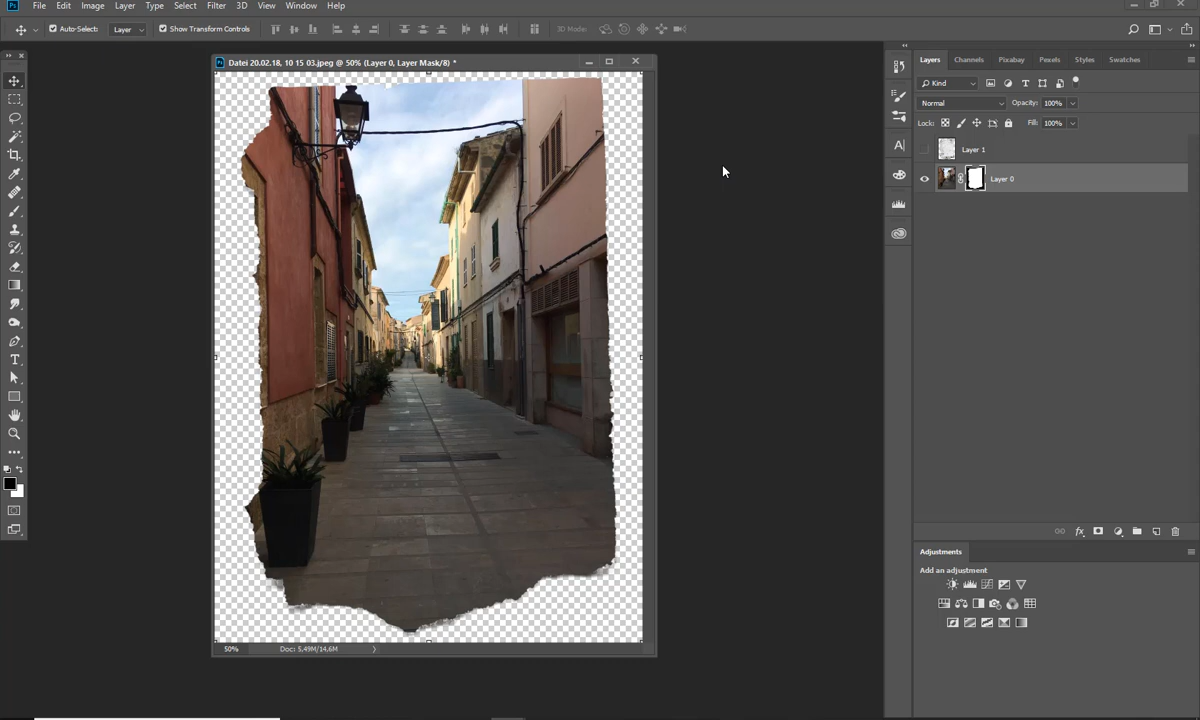 Ps File Edit Image Layer Type Select Filter 3D View Window Help
Auto-Select: Layer Show Transform Controls 3D Mode:
Datei 20.02.18, 10 15 03.jpeg @ 50% (Layer 0, Layer Mask/8) *
Layers Channels Pixabay Pexels Styles Swatches
Kind
Normal Opacity: 100%
Lock: Fill: 100%
Layer 1
Layer 0
Adjustments
Add an adjustment
50% Doc: 5,49M/14,6M